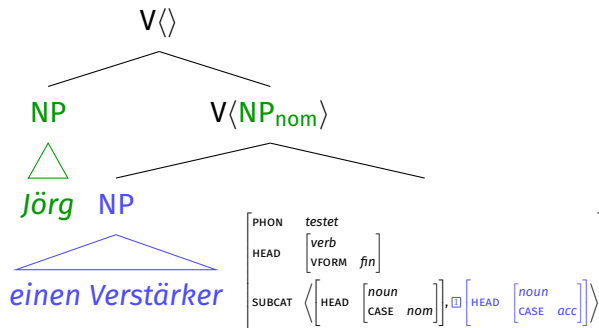 V⟨⟩
NP V⟨NPnom⟩
Jörg NP
einen Verstärker
PHON testet
HEAD [verb
VFORM fin]
SUBCAT ⟨[HEAD [noun
CASE nom]], 1 [HEAD [noun
CASE acc]]⟩